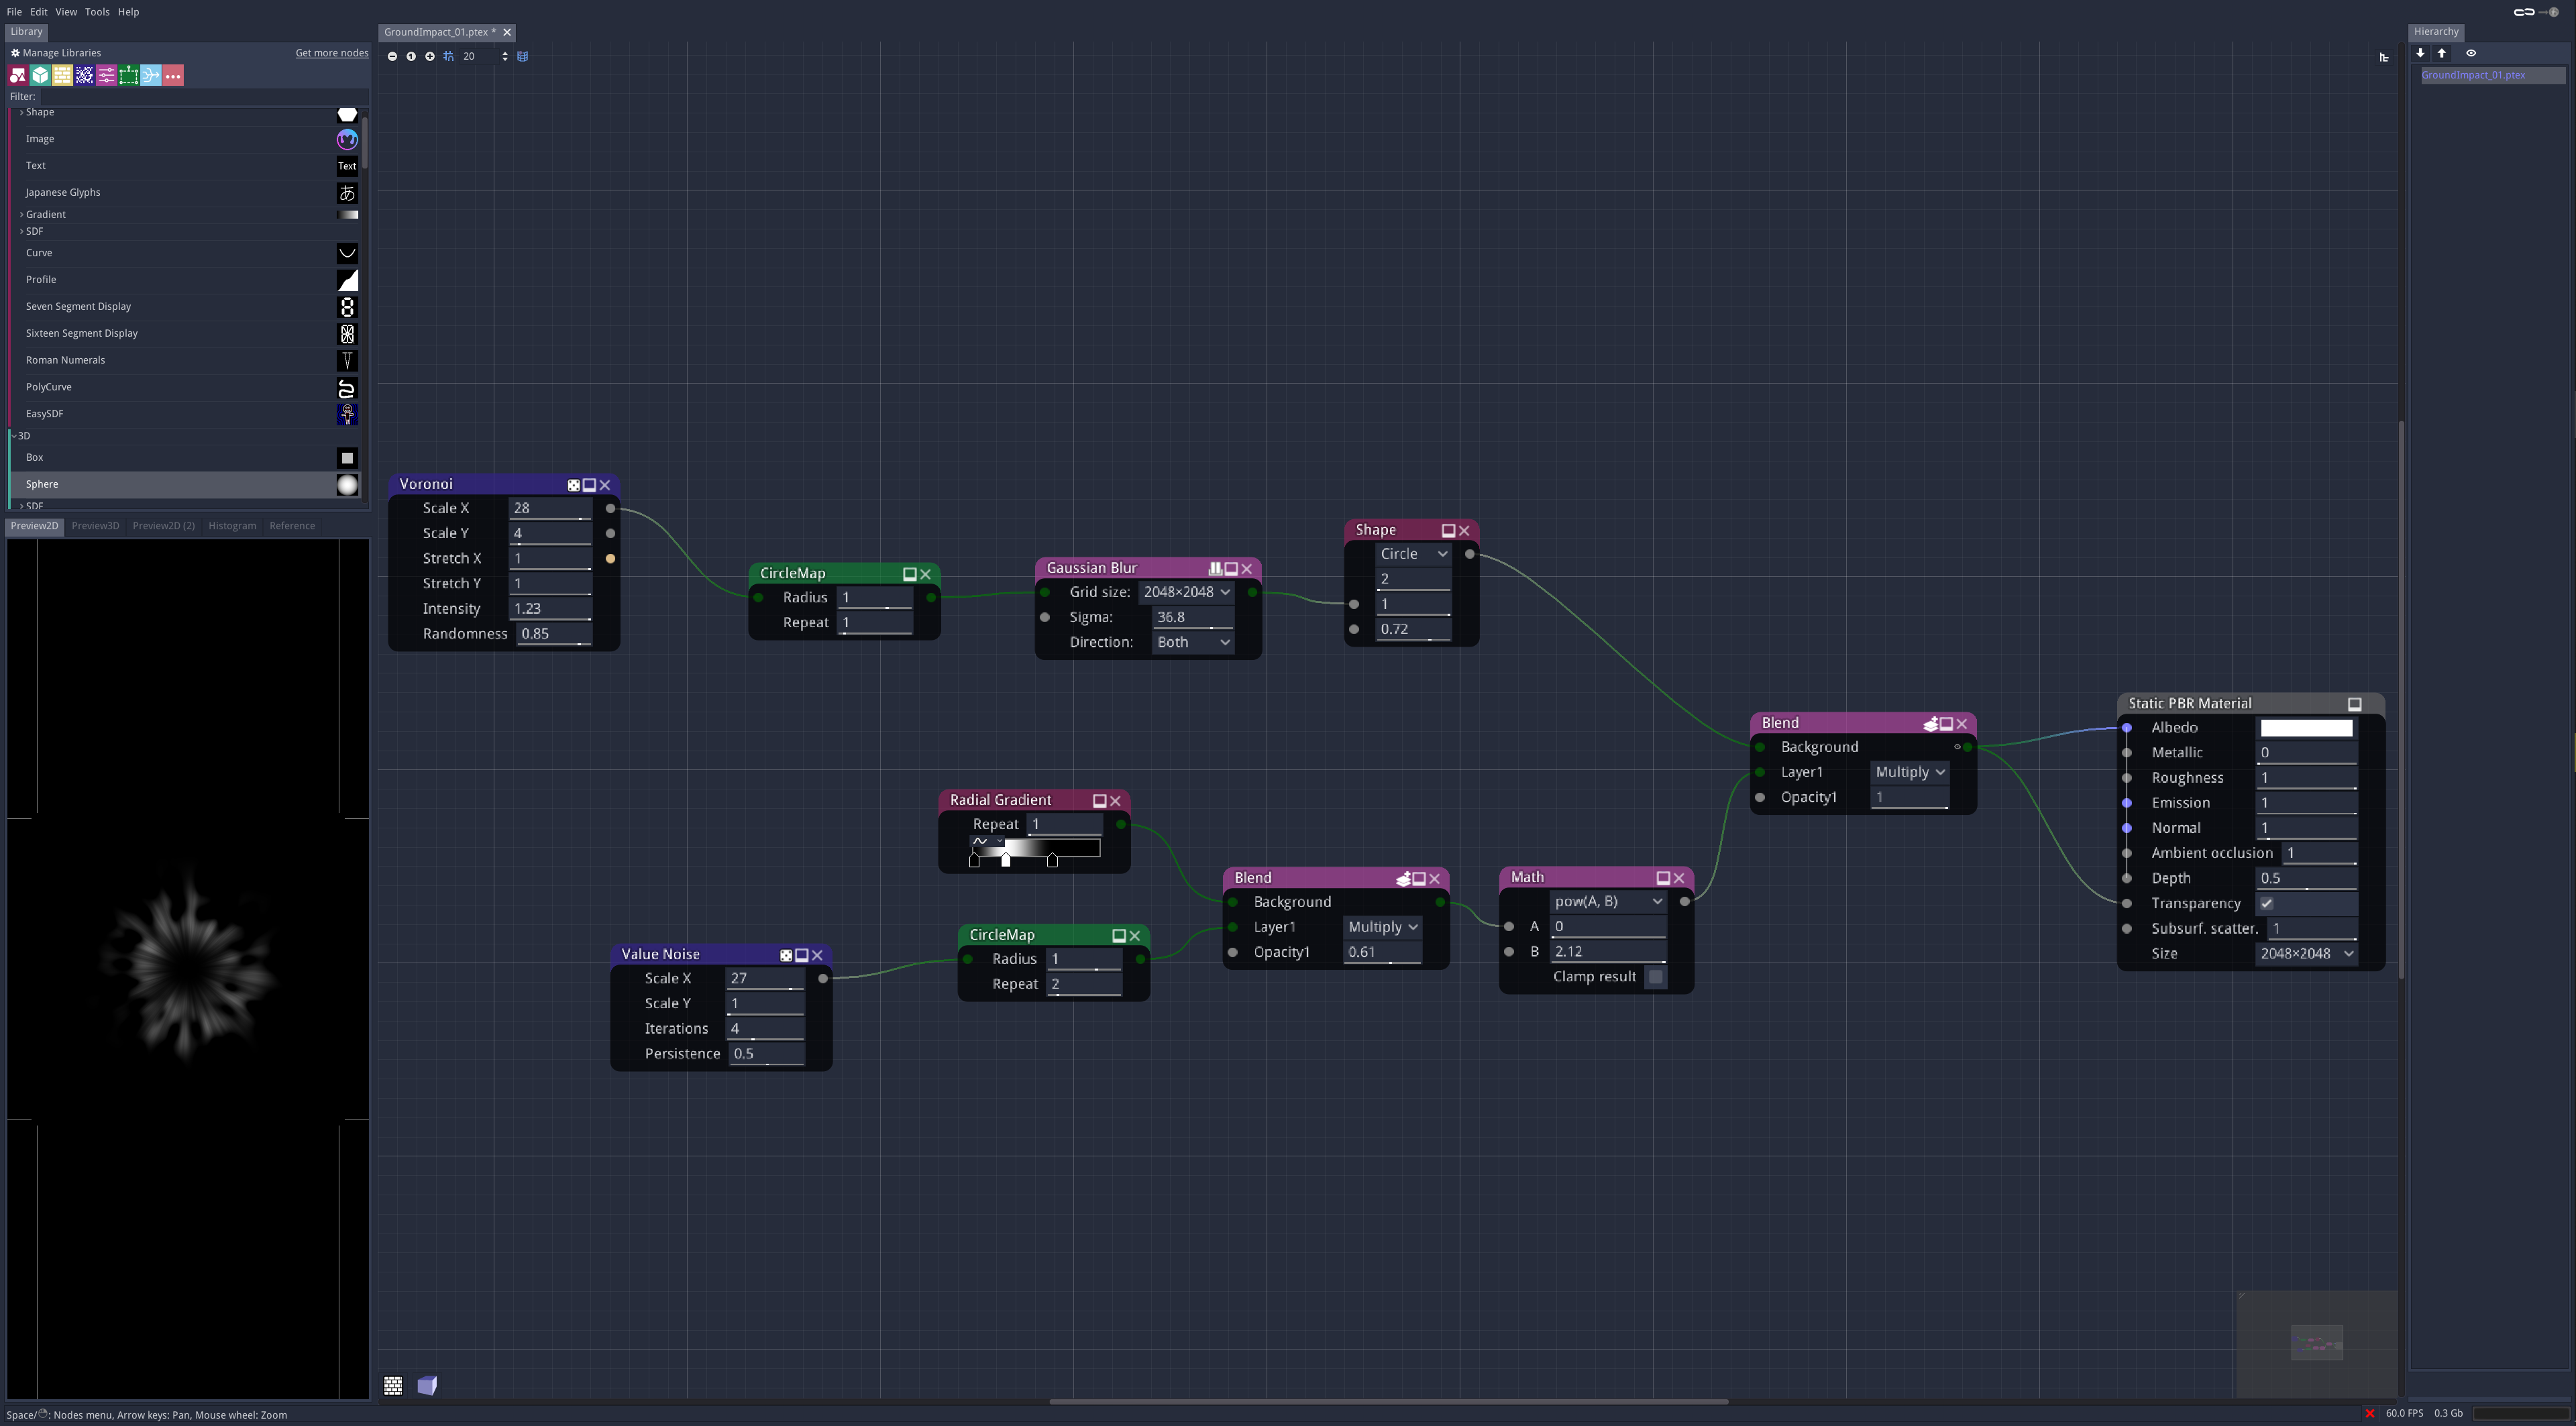 File Edit View Tools Help
Library
Manage Libraries Get more nodes
Filter:
Shape
Image
Text Text
Japanese Glyphs あ
Gradient
SDF
Curve
Profile
Seven Segment Display
Sixteen Segment Display
Roman Numerals
PolyCurve
EasySDF
3D
Box
Sphere
SDF
Preview2D Preview3D Preview2D (2) Histogram Reference
GroundImpact_01.ptex *
20
Voronoi
Scale X 28
Scale Y 4
Stretch X 1
Stretch Y 1
Intensity 1.23
Randomness 0.85
CircleMap
Radius 1
Repeat 1
Gaussian Blur
Grid size: 2048×2048
Sigma: 36.8
Direction: Both
Shape
Circle
2
1
0.72
Radial Gradient
Repeat 1
Value Noise
Scale X 27
Scale Y 1
Iterations 4
Persistence 0.5
CircleMap
Radius 1
Repeat 2
Blend
Background
Layer1 Multiply
Opacity1 0.61
Math
pow(A, B)
A 0
B 2.12
Clamp result
Blend
Background
Layer1 Multiply
Opacity1 1
Static PBR Material
Albedo
Metallic 0
Roughness 1
Emission 1
Normal 1
Ambient occlusion 1
Depth 0.5
Transparency
Subsurf. scatter. 1
Size 2048×2048
Hierarchy
GroundImpact_01.ptex
Space/ : Nodes menu, Arrow keys: Pan, Mouse wheel: Zoom
60.0 FPS 0.3 Gb